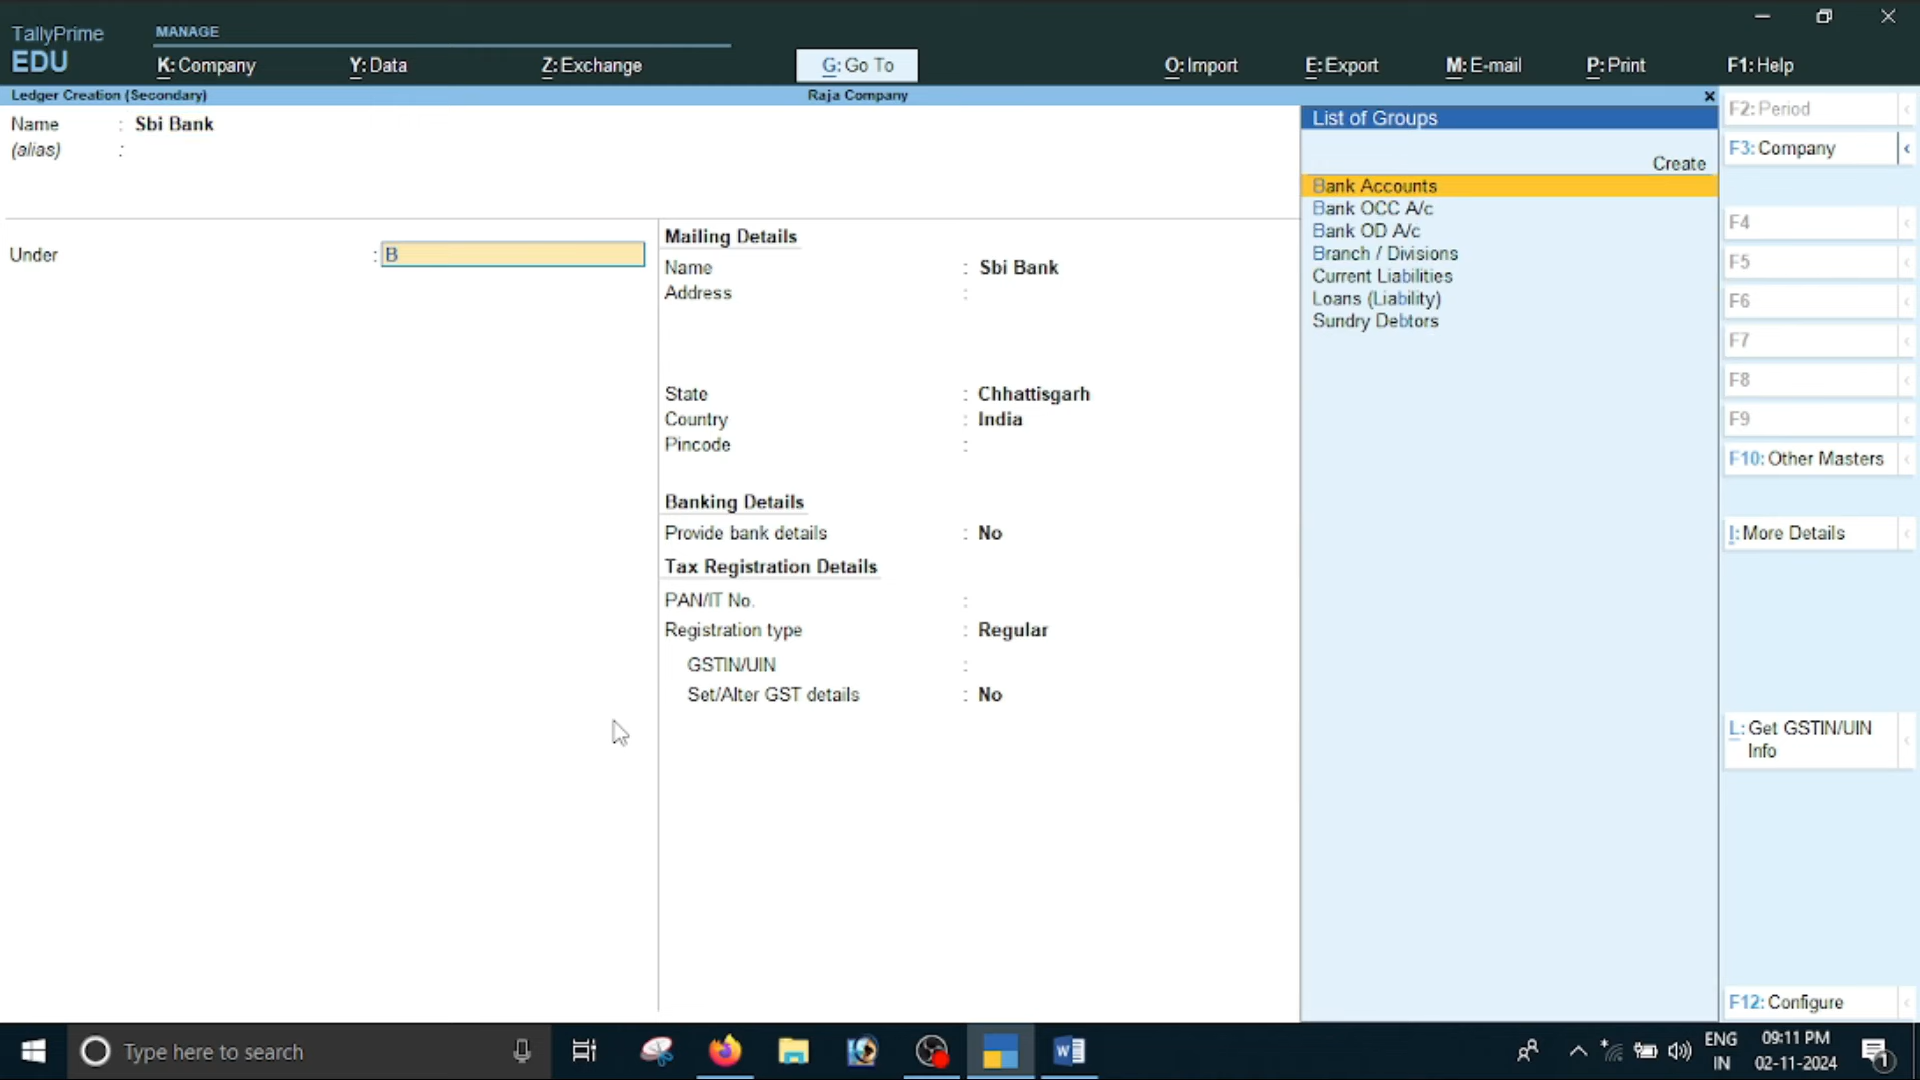 TallyPrime
EDU
MANAGE
K: Company
Y: Data
Z: Exchange
G: Go To
O: Import
E: Export
M: E-mail
P: Print
F1: Help
Ledger Creation (Secondary)
Raja Company
Name : Sbi Bank
(alias) :
Under : B
Mailing Details
Name : Sbi Bank
Address :
State : Chhattisgarh
Country : India
Pincode :
Banking Details
Provide bank details : No
Tax Registration Details
PAN/IT No. :
Registration type : Regular
GSTIN/UIN :
Set/Alter GST details : No
List of Groups
Create
Bank Accounts
Bank OCC A/c
Bank OD A/c
Branch / Divisions
Current Liabilities
Loans (Liability)
Sundry Debtors
F2: Period
F3: Company
F4
F5
F6
F7
F8
F9
F10: Other Masters
I: More Details
L: Get GSTIN/UIN
Info
F12: Configure
Type here to search
ENG
IN
09:11 PM
02-11-2024
1